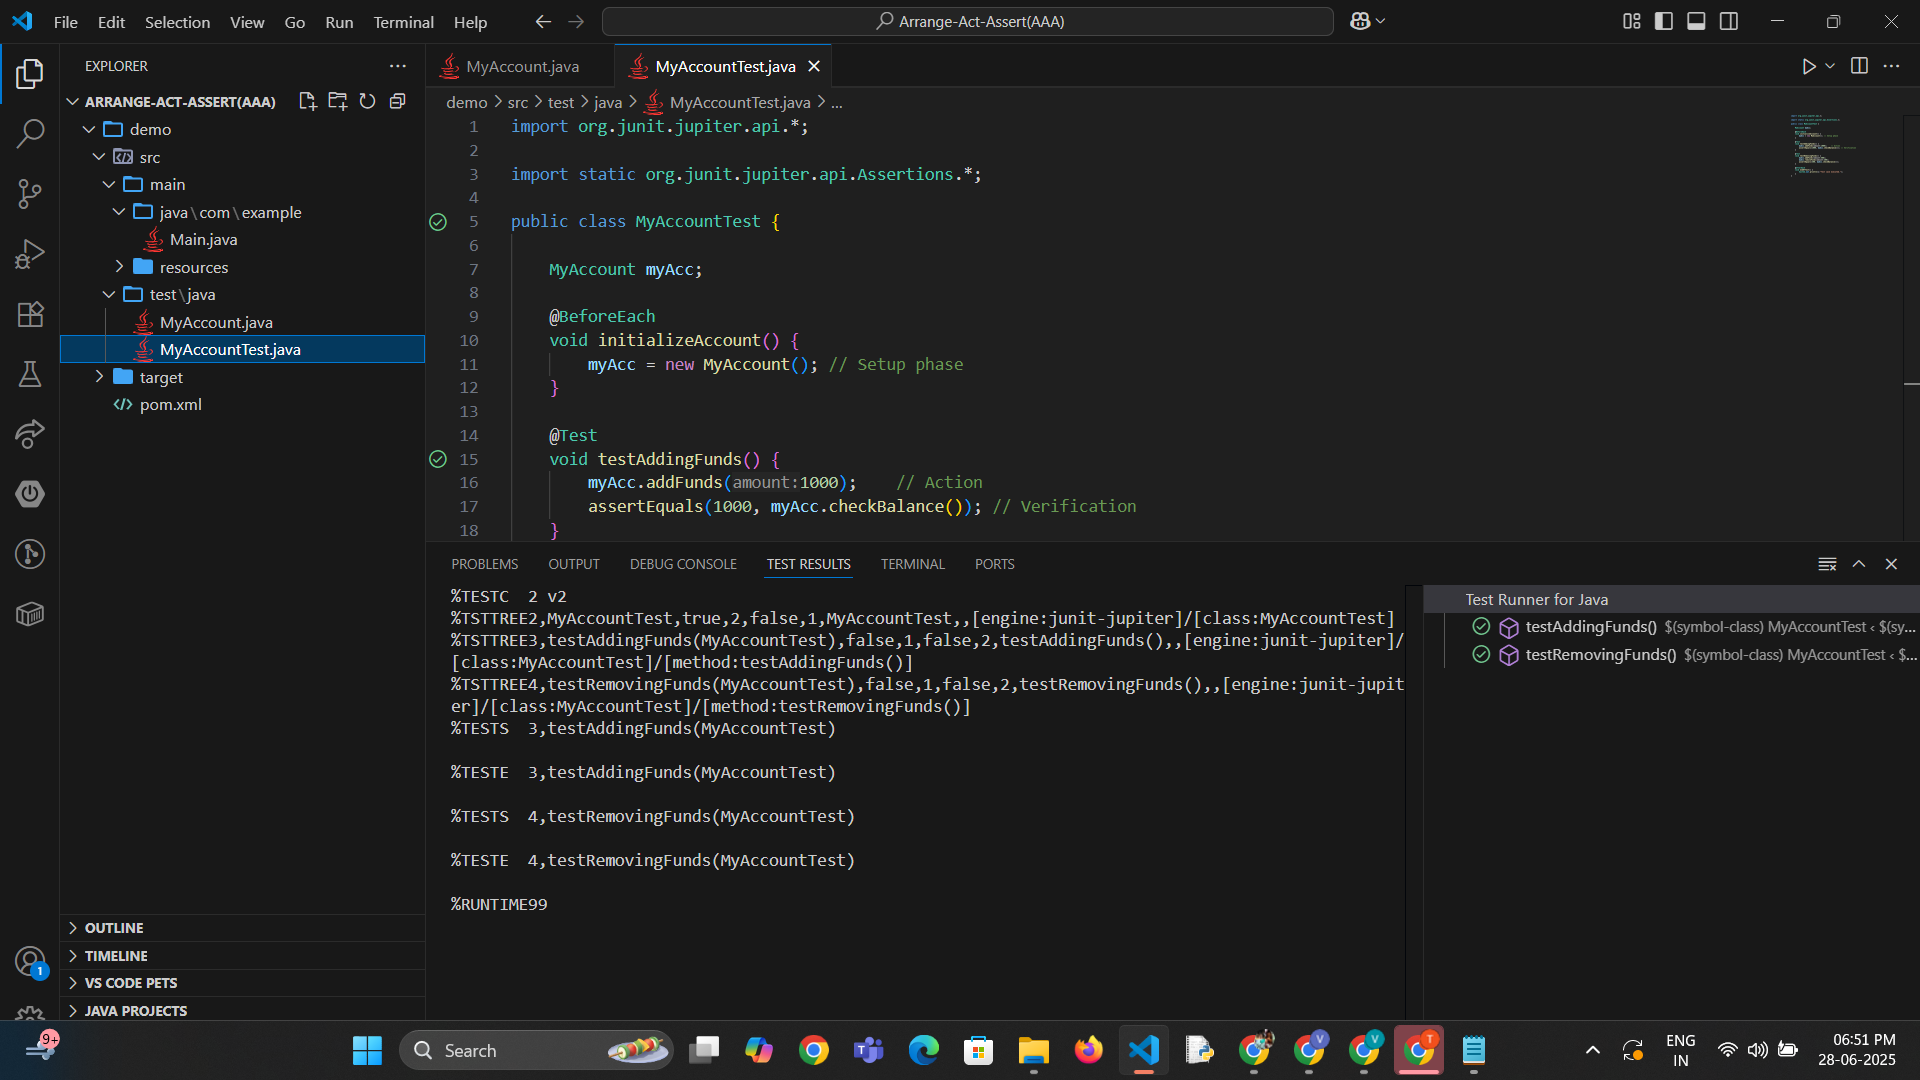 File Edit Selection View Go Run Terminal Help
Arrange-Act-Assert(AAA)
EXPLORER
ARRANGE-ACT-ASSERT(AAA)
demo
src
main
java\com\example
Main.java
resources
test\java
MyAccount.java
MyAccountTest.java
target
pom.xml
OUTLINE
TIMELINE
VS CODE PETS
JAVA PROJECTS
1
MyAccount.java
MyAccountTest.java
demo > src > test > java > MyAccountTest.java > ...
1 import org.junit.jupiter.api.*;
2
3 import static org.junit.jupiter.api.Assertions.*;
4
5 public class MyAccountTest {
6
7 MyAccount myAcc;
8
9 @BeforeEach
10 void initializeAccount() {
11 myAcc = new MyAccount(); // Setup phase
12 }
13
14 @Test
15 void testAddingFunds() {
16 myAcc.addFunds(amount:1000); // Action
17 assertEquals(1000, myAcc.checkBalance()); // Verification
18 }
PROBLEMS OUTPUT DEBUG CONSOLE TEST RESULTS TERMINAL PORTS
%TESTC 2 v2
%TSTTREE2,MyAccountTest,true,2,false,1,MyAccountTest,,[engine:junit-jupiter]/[class:MyAccountTest]
%TSTTREE3,testAddingFunds(MyAccountTest),false,1,false,2,testAddingFunds(),,[engine:junit-jupiter]/
[class:MyAccountTest]/[method:testAddingFunds()]
%TSTTREE4,testRemovingFunds(MyAccountTest),false,1,false,2,testRemovingFunds(),,[engine:junit-jupit
er]/[class:MyAccountTest]/[method:testRemovingFunds()]
%TESTS 3,testAddingFunds(MyAccountTest)
%TESTE 3,testAddingFunds(MyAccountTest)
%TESTS 4,testRemovingFunds(MyAccountTest)
%TESTE 4,testRemovingFunds(MyAccountTest)
%RUNTIME99
Test Runner for Java
testAddingFunds() $(symbol-class) MyAccountTest ‹ $(sy...
testRemovingFunds() $(symbol-class) MyAccountTest ‹ $...
9+
Search
V
V
T
ENG
IN
06:51 PM
28-06-2025